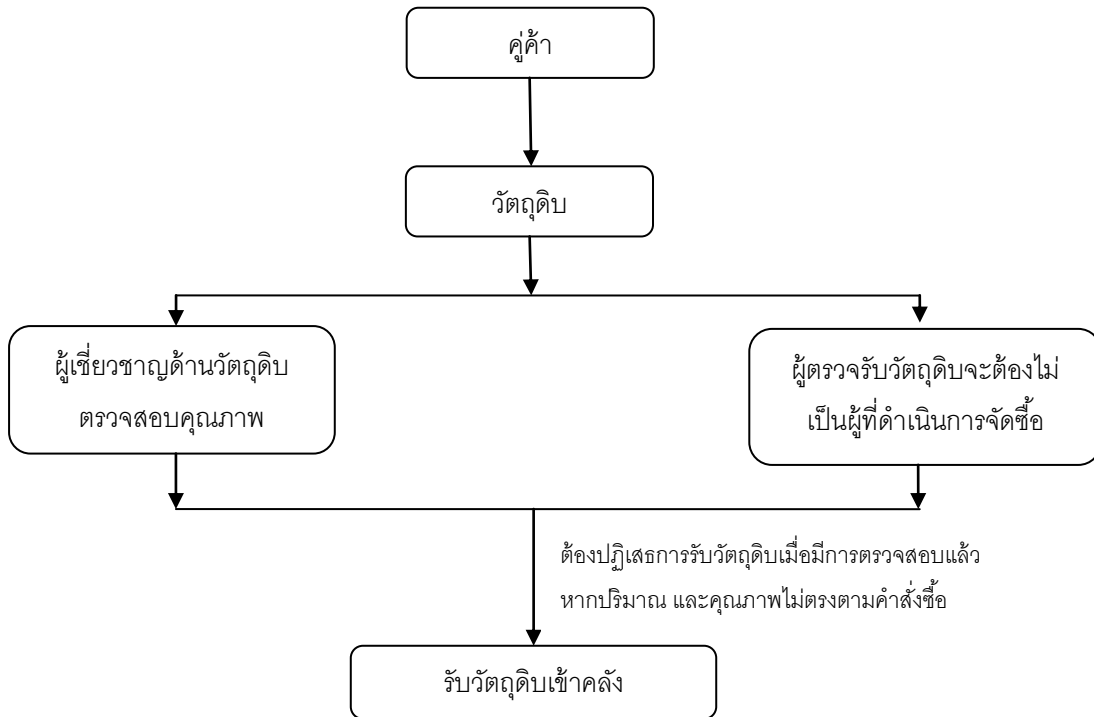 คู่ค้า
วัตถุดิบ
ผู้เชี่ยวชาญด้านวัตถุดิบ
ตรวจสอบคุณภาพ
ผู้ตรวจรับวัตถุดิบจะต้องไม่
เป็นผู้ที่ดำเนินการจัดซื้อ
ต้องปฏิเสธการรับวัตถุดิบเมื่อมีการตรวจสอบแล้ว
หากปริมาณ และคุณภาพไม่ตรงตามคำสั่งซื้อ
รับวัตถุดิบเข้าคลัง